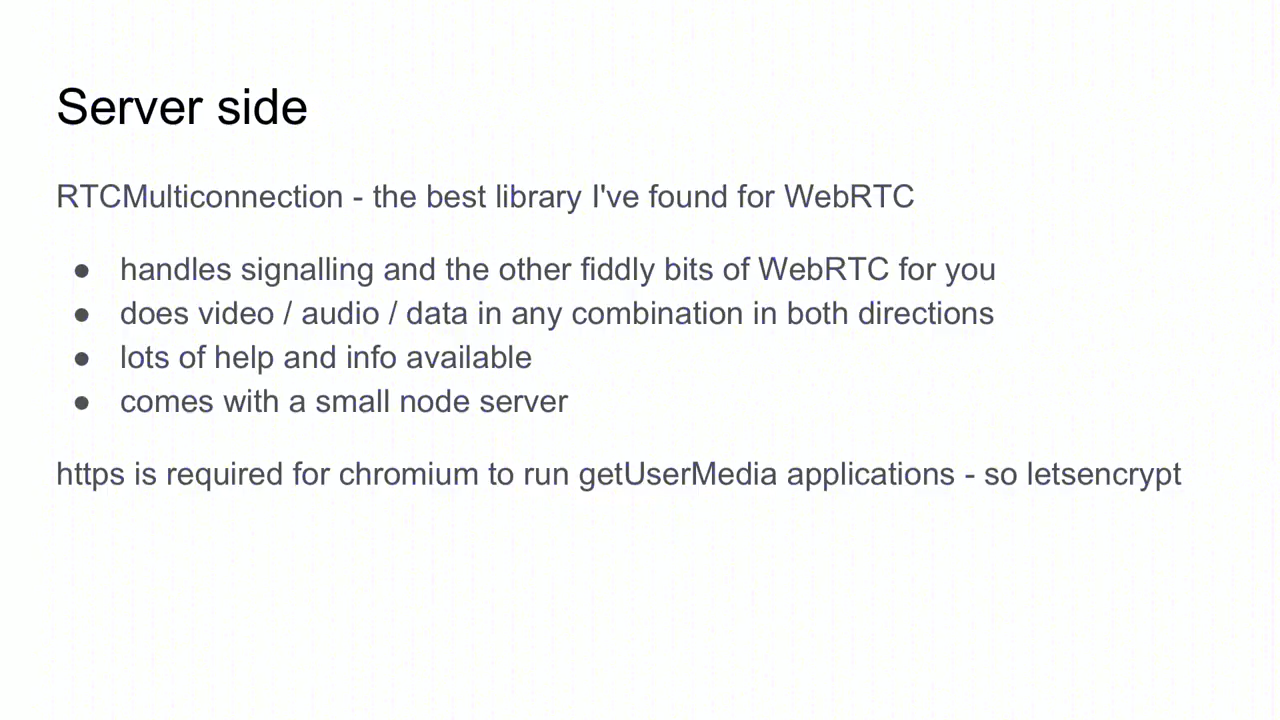 Server side
RTCMulticonnection - the best library I've found for WebRTC
● handles signalling and the other fiddly bits of WebRTC for you
● does video / audio / data in any combination in both directions
● lots of help and info available
● comes with a small node server
https is required for chromium to run getUserMedia applications - so letsencrypt